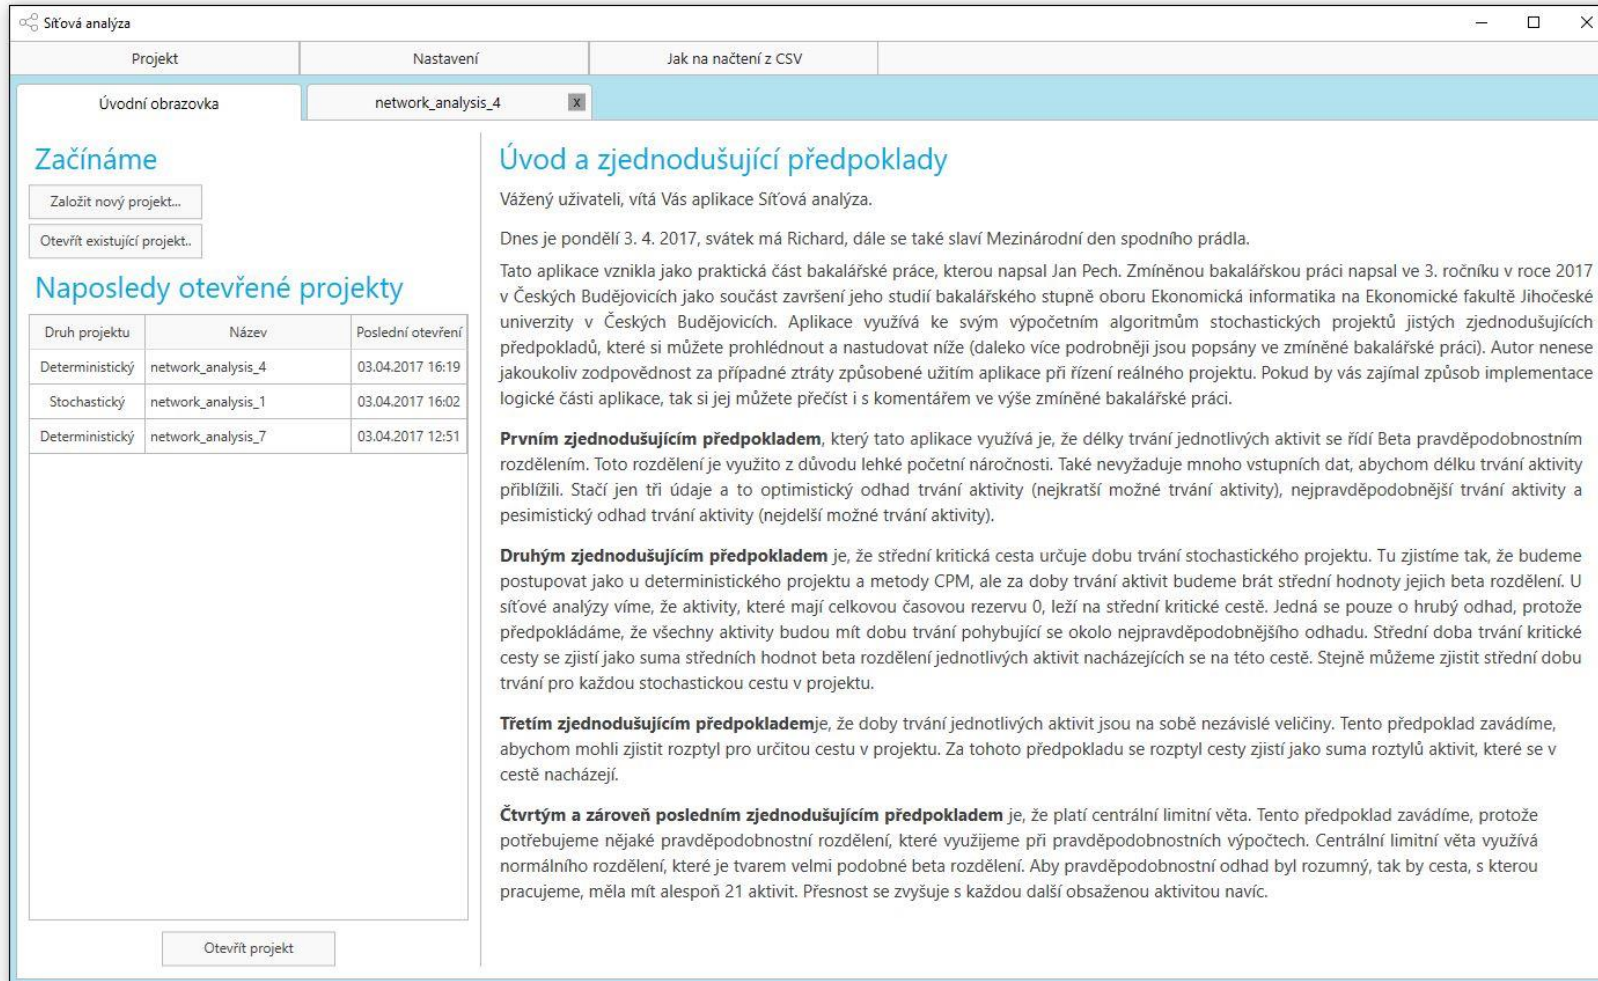 Síťová analýza
Projekt
Nastavení
Jak na načtení z CSV
Úvodní obrazovka
network_analysis_4
x
Začínáme
Založit nový projekt...
Otevřít existující projekt..
Naposledy otevřené projekty
Druh projektu Název Poslední otevření
Deterministický network_analysis_4 03.04.2017 16:19
Stochastický network_analysis_1 03.04.2017 16:02
Deterministický network_analysis_7 03.04.2017 12:51
Otevřít projekt
Úvod a zjednodušující předpoklady
Vážený uživateli, vítá Vás aplikace Síťová analýza.
Dnes je pondělí 3. 4. 2017, svátek má Richard, dále se také slaví Mezinárodní den spodního prádla.
Tato aplikace vznikla jako praktická část bakalářské práce, kterou napsal Jan Pech. Zmíněnou bakalářskou práci napsal ve 3. ročníku v roce 2017
v Českých Budějovicích jako součást završení jeho studií bakalářského stupně oboru Ekonomická informatika na Ekonomické fakultě Jihočeské
univerzity v Českých Budějovicích. Aplikace využívá ke svým výpočetním algoritmům stochastických projektů jistých zjednodušujících
předpokladů, které si můžete prohlédnout a nastudovat níže (daleko více podrobněji jsou popsány ve zmíněné bakalářské práci). Autor nenese
jakoukoliv zodpovědnost za případné ztráty způsobené užitím aplikace při řízení reálného projektu. Pokud by vás zajímal způsob implementace
logické části aplikace, tak si jej můžete přečíst i s komentářem ve výše zmíněné bakalářské práci.
Prvním zjednodušujícím předpokladem, který tato aplikace využívá je, že délky trvání jednotlivých aktivit se řídí Beta pravděpodobnostním
rozdělením. Toto rozdělení je využito z důvodu lehké početní náročnosti. Také nevyžaduje mnoho vstupních dat, abychom délku trvání aktivity
přiblížili. Stačí jen tři údaje a to optimistický odhad trvání aktivity (nejkratší možné trvání aktivity), nejpravděpodobnější trvání aktivity a
pesimistický odhad trvání aktivity (nejdelší možné trvání aktivity).
Druhým zjednodušujícím předpokladem je, že střední kritická cesta určuje dobu trvání stochastického projektu. Tu zjistíme tak, že budeme
postupovat jako u deterministického projektu a metody CPM, ale za doby trvání aktivit budeme brát střední hodnoty jejich beta rozdělení. U
síťové analýzy víme, že aktivity, které mají celkovou časovou rezervu 0, leží na střední kritické cestě. Jedná se pouze o hrubý odhad, protože
předpokládáme, že všechny aktivity budou mít dobu trvání pohybující se okolo nejpravděpodobnějšího odhadu. Střední doba trvání kritické
cesty se zjistí jako suma středních hodnot beta rozdělení jednotlivých aktivit nacházejících se na této cestě. Stejně můžeme zjistit střední dobu
trvání pro každou stochastickou cestu v projektu.
Třetím zjednodušujícím předpoklademje, že doby trvání jednotlivých aktivit jsou na sobě nezávislé veličiny. Tento předpoklad zavádíme,
abychom mohli zjistit rozptyl pro určitou cestu v projektu. Za tohoto předpokladu se rozptyl cesty zjistí jako suma roztylů aktivit, které se v
cestě nacházejí.
Čtvrtým a zároveň posledním zjednodušujícím předpokladem je, že platí centrální limitní věta. Tento předpoklad zavádíme, protože
potřebujeme nějaké pravděpodobnostní rozdělení, které využijeme při pravděpodobnostních výpočtech. Centrální limitní věta využívá
normálního rozdělení, které je tvarem velmi podobné beta rozdělení. Aby pravděpodobnostní odhad byl rozumný, tak by cesta, s kterou
pracujeme, měla mít alespoň 21 aktivit. Přesnost se zvyšuje s každou další obsaženou aktivitou navíc.